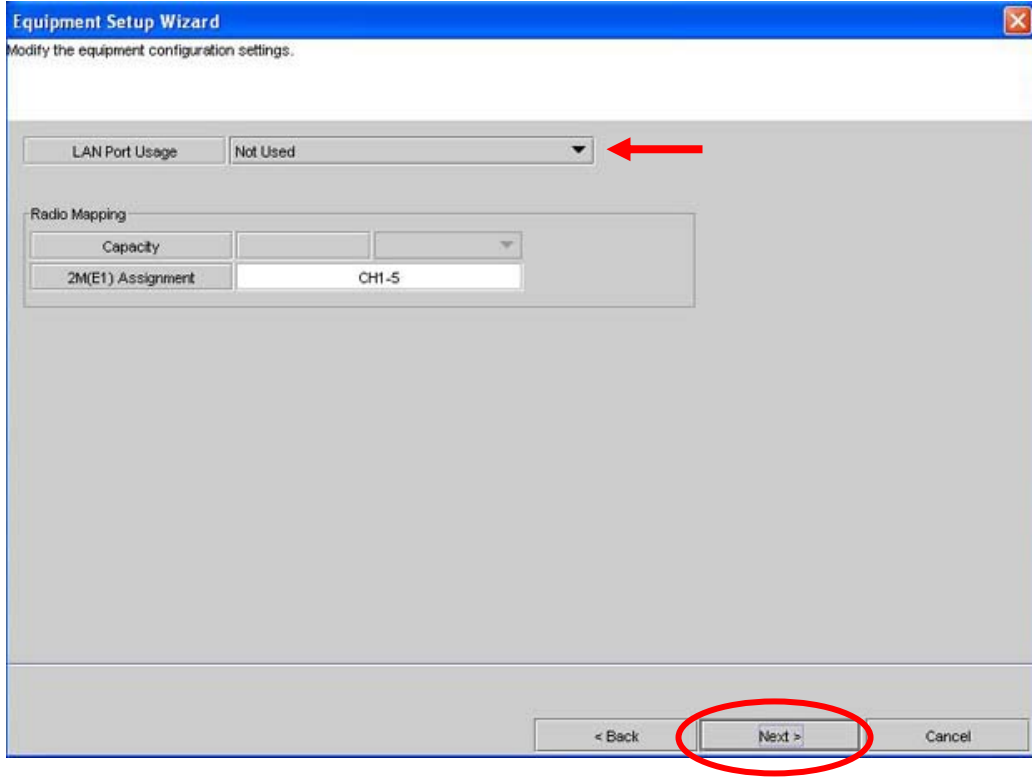 Equipment Setup Wizard
Modify the equipment configuration settings.
LAN Port Usage Not Used
Radio Mapping
Capacity
2M(E1) Assignment CH1-5
< Back Next > Cancel